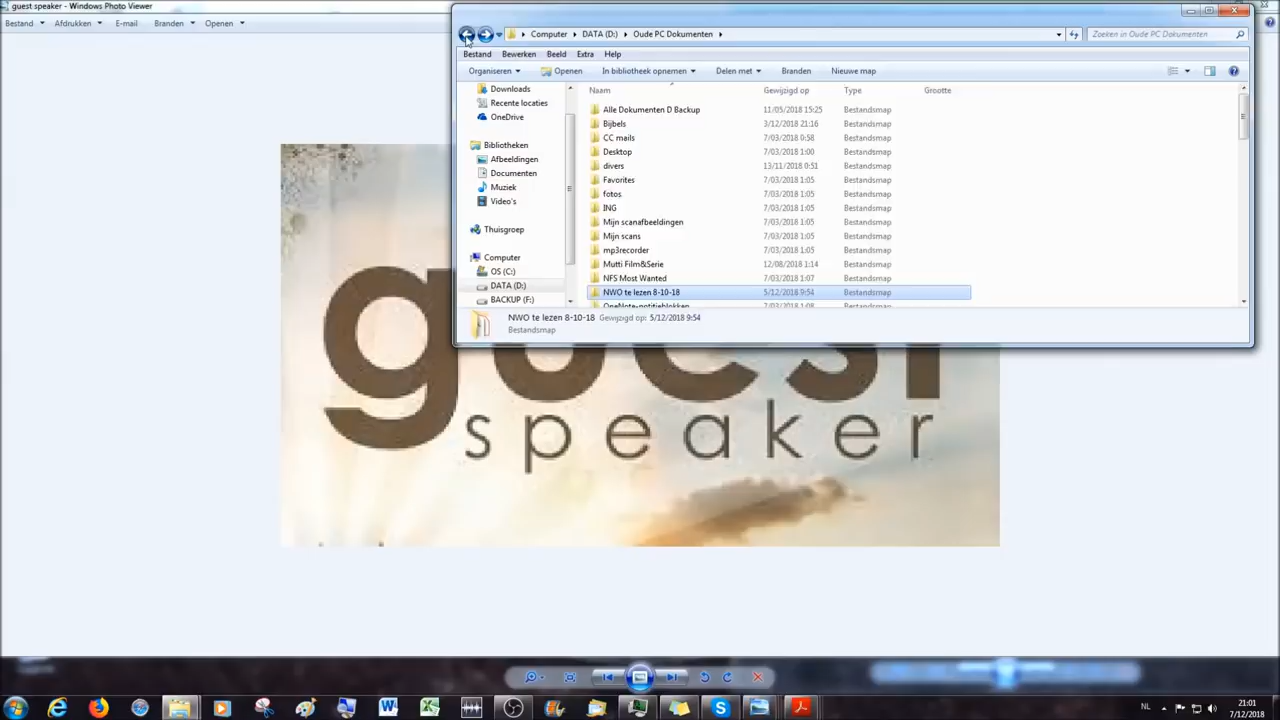 guest speaker - Windows Photo Viewer
Bestand Afdrukken E-mail Branden Openen
Computer DATA (D:) Oude PC Dokumenten
Zoeken in Oude PC Dokumenten
Bestand Bewerken Beeld Extra Help
Organiseren Openen In bibliotheek opnemen Delen met Branden Nieuwe map
Downloads
Recente locaties
OneDrive
Bibliotheken
Afbeeldingen
Documenten
Muziek
Video's
Thuisgroep
Computer
OS (C:)
DATA (D:)
BACKUP (F:)
Naam Gewijzigd op Type Grootte
Alle Dokumenten D Backup 11/05/2018 15:25 Bestandsmap
Bijbels 3/12/2018 21:16 Bestandsmap
CC mails 7/03/2018 0:58 Bestandsmap
Desktop 7/03/2018 1:00 Bestandsmap
divers 13/11/2018 0:51 Bestandsmap
Favorites 7/03/2018 1:05 Bestandsmap
fotos 7/03/2018 1:05 Bestandsmap
ING 7/03/2018 1:05 Bestandsmap
Mijn scanafbeeldingen 7/03/2018 1:05 Bestandsmap
Mijn scans 7/03/2018 1:05 Bestandsmap
mp3recorder 7/03/2018 1:05 Bestandsmap
Mutti Film&Serie 12/08/2018 1:14 Bestandsmap
NFS Most Wanted 7/03/2018 1:07 Bestandsmap
NWO te lezen 8-10-18 5/12/2018 9:54 Bestandsmap
OneNote-notitieblokken 7/03/2018 1:08 Bestandsmap
NWO te lezen 8-10-18 Gewijzigd op: 5/12/2018 9:54
Bestandsmap
guest
speaker
NL
21:01
7/12/2018